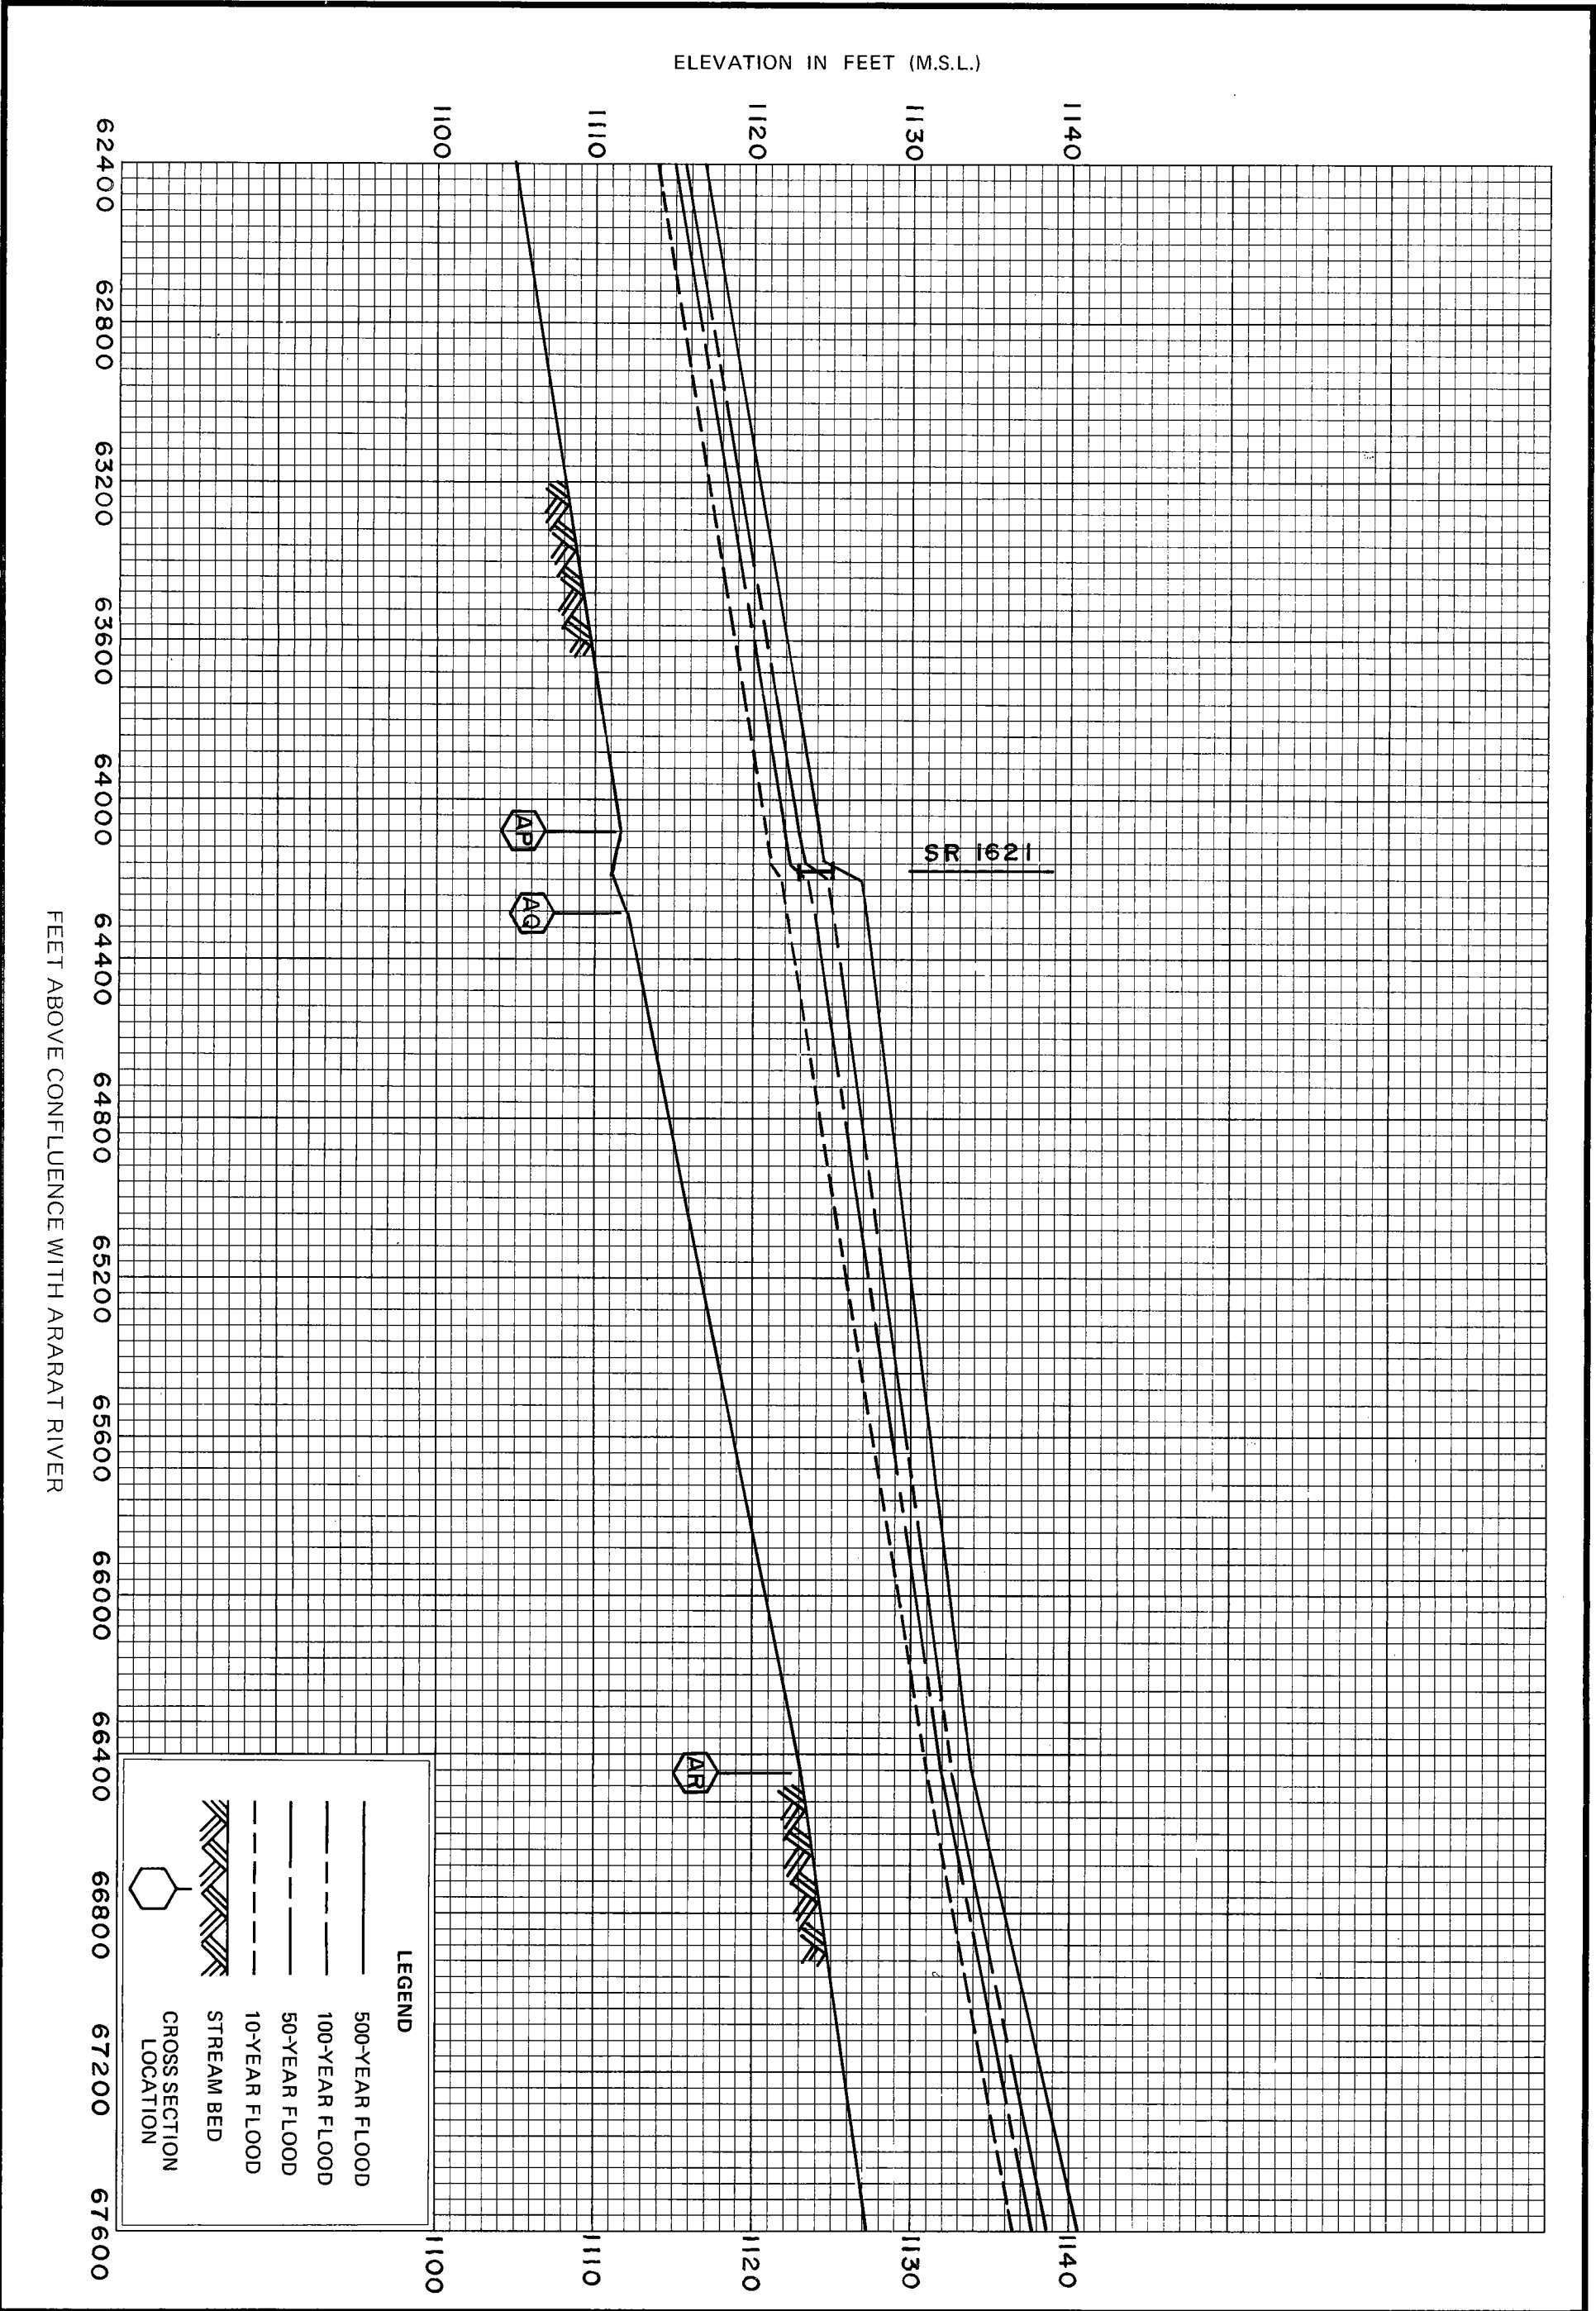 ELEVATION IN FEET (M.S.L.)
1140
1130
1120
1110
1100
SR 1621
AP
AQ
AR
1140
1130
1120
1110
1100
62400
62800
63200
63600
64000
64400
64800
65200
65600
66000
66400
66800
67200
67600
FEET ABOVE CONFLUENCE WITH ARARAT RIVER
LEGEND
500-YEAR FLOOD
100-YEAR FLOOD
50-YEAR FLOOD
10-YEAR FLOOD
STREAM BED
CROSS SECTION
LOCATION